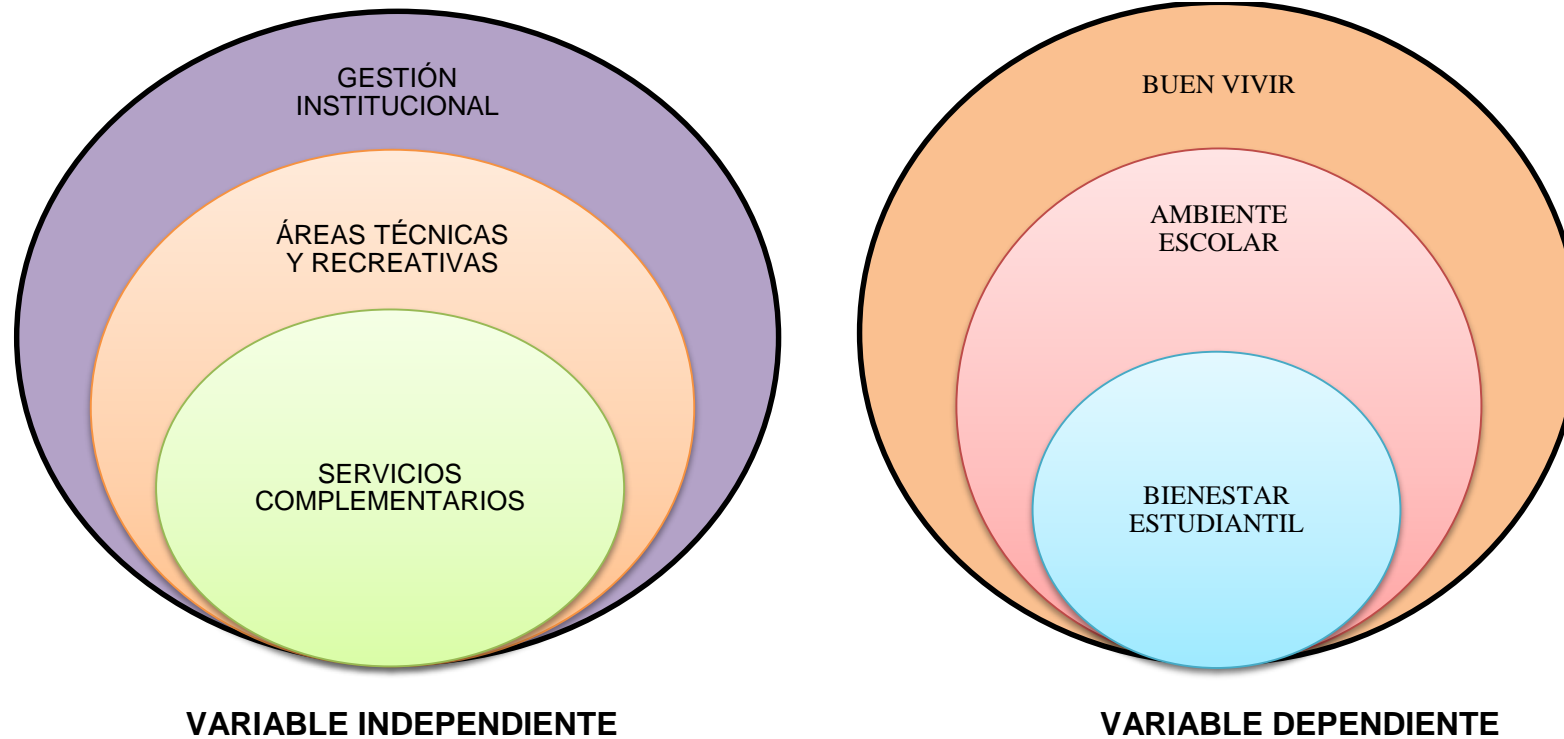 GESTIÓN
INSTITUCIONAL
ÁREAS TÉCNICAS
Y RECREATIVAS
SERVICIOS
COMPLEMENTARIOS
VARIABLE INDEPENDIENTE
BUEN VIVIR
AMBIENTE
ESCOLAR
BIENESTAR
ESTUDIANTIL
VARIABLE DEPENDIENTE